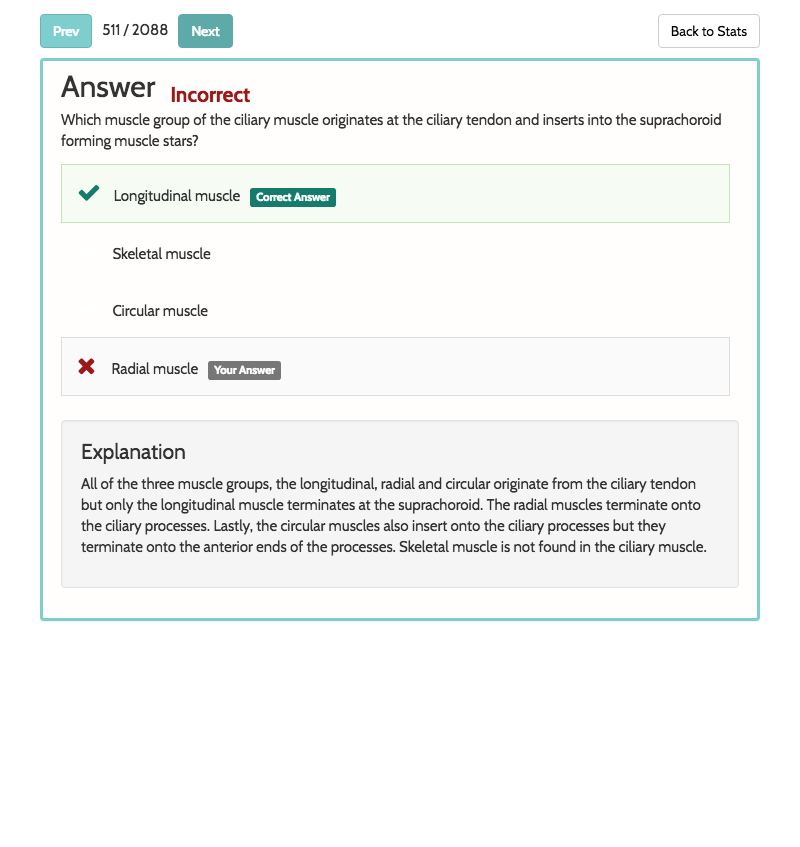 Prev 511 / 2088 Next Back to Stats
Answer Incorrect
Which muscle group of the ciliary muscle originates at the ciliary tendon and inserts into the suprachoroid
forming muscle stars?
Longitudinal muscle Correct Answer
Skeletal muscle
Circular muscle
Radial muscle Your Answer
Explanation
All of the three muscle groups, the longitudinal, radial and circular originate from the ciliary tendon
but only the longitudinal muscle terminates at the suprachoroid. The radial muscles terminate onto
the ciliary processes. Lastly, the circular muscles also insert onto the ciliary processes but they
terminate onto the anterior ends of the processes. Skeletal muscle is not found in the ciliary muscle.